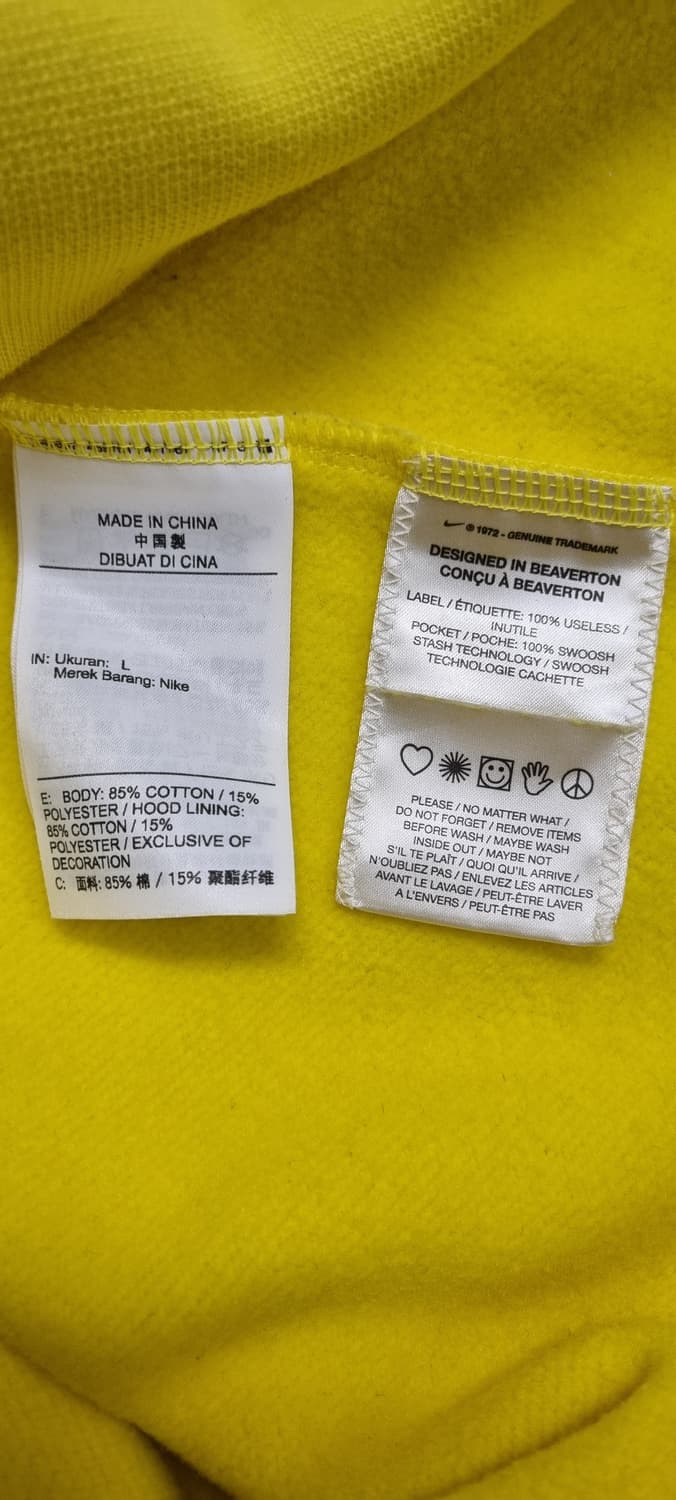 MADE IN CHINA
中国製
DIBUAT DI CINA
IN: Ukuran: L
Merek Barang: Nike
E: BODY: 85% COTTON / 15%
POLYESTER / HOOD LINING:
85% COTTON / 15%
POLYESTER / EXCLUSIVE OF
DECORATION
C: 面料: 85% 棉 / 15% 聚酯纤维
® 1972 - GENUINE TRADEMARK
DESIGNED IN BEAVERTON
CONÇU À BEAVERTON
LABEL / ÉTIQUETTE: 100% USELESS /
INUTILE
POCKET / POCHE: 100% SWOOSH
STASH TECHNOLOGY / SWOOSH
TECHNOLOGIE CACHETTE
PLEASE / NO MATTER WHAT /
DO NOT FORGET / REMOVE ITEMS
BEFORE WASH / MAYBE WASH
INSIDE OUT / MAYBE NOT
S'IL TE PLAÎT / QUOI QU'IL ARRIVE /
N'OUBLIEZ PAS / ENLEVEZ LES ARTICLES
AVANT LE LAVAGE / PEUT-ÊTRE LAVER
A L'ENVERS / PEUT-ÊTRE PAS